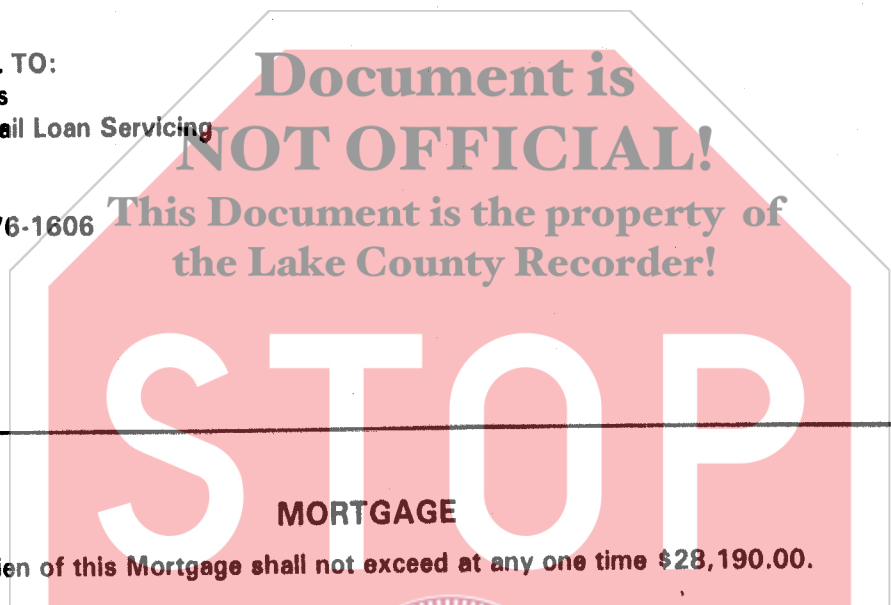 . TO:
s
ail Loan Servicing
76-1606
Document is
NOT OFFICIAL!
This Document is the property of
the Lake County Recorder!
STOP
MORTGAGE
ien of this Mortgage shall not exceed at any one time $28,190.00.